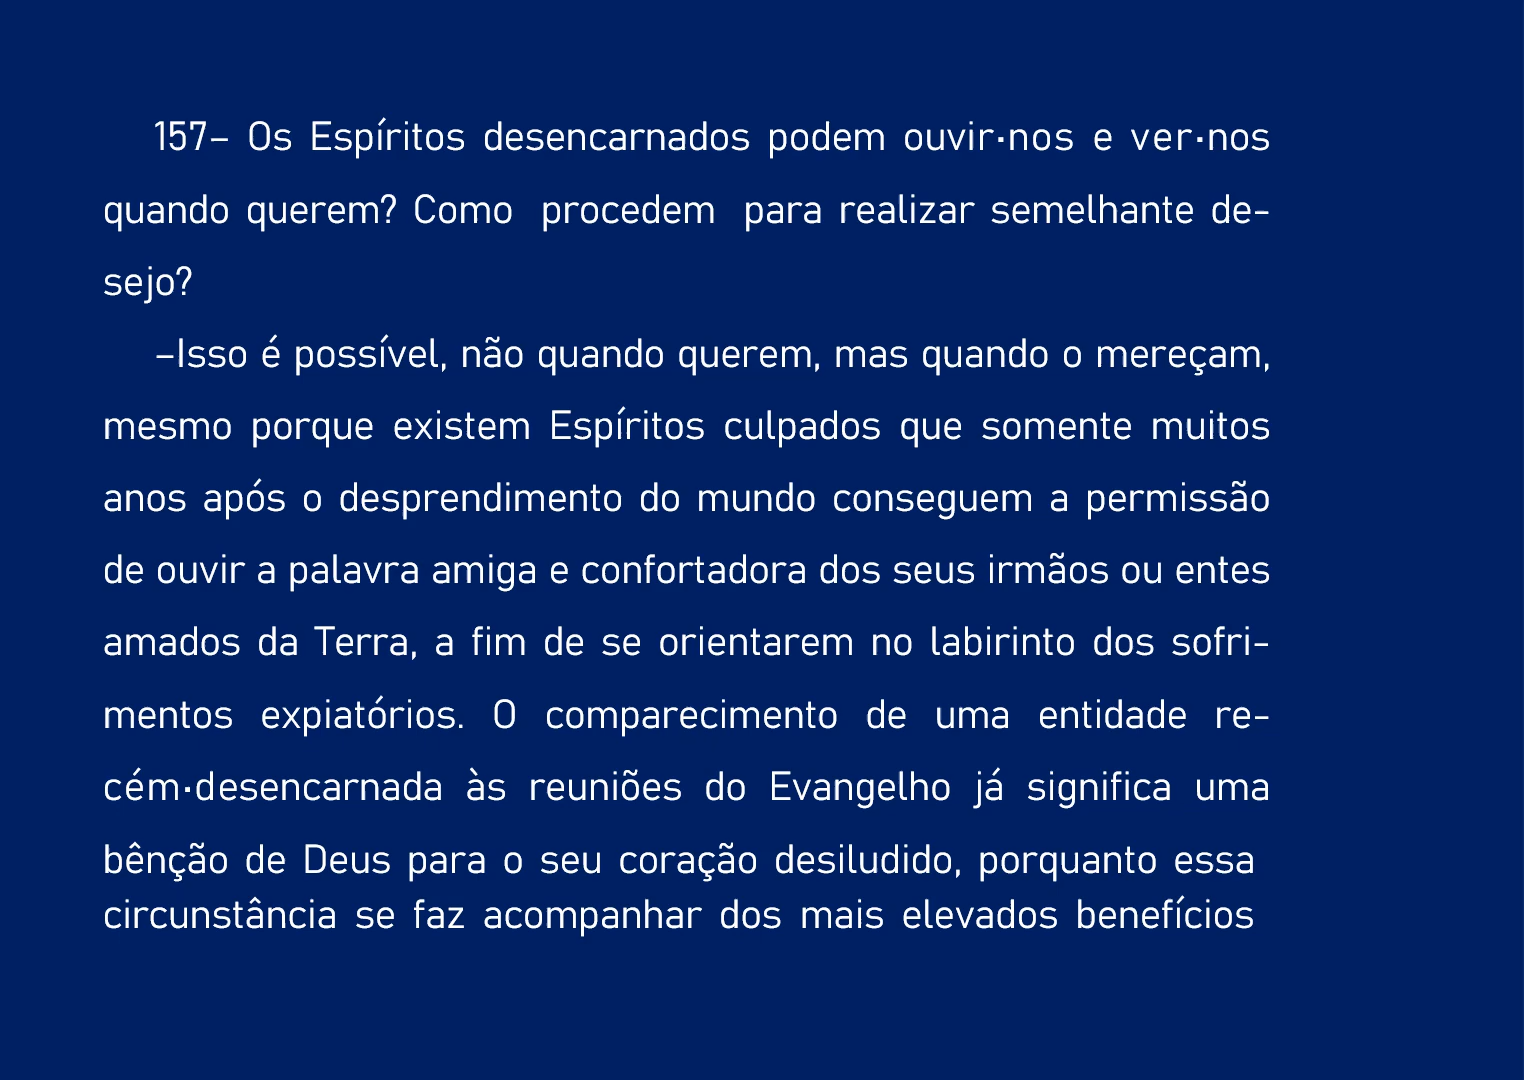 157– Os Espíritos desencarnados podem ouvir·nos e ver·nos
quando querem? Como procedem para realizar semelhante de-
sejo?
–Isso é possível, não quando querem, mas quando o mereçam,
mesmo porque existem Espíritos culpados que somente muitos
anos após o desprendimento do mundo conseguem a permissão
de ouvir a palavra amiga e confortadora dos seus irmãos ou entes
amados da Terra, a fim de se orientarem no labirinto dos sofri-
mentos expiatórios. O comparecimento de uma entidade re-
cém·desencarnada às reuniões do Evangelho já significa uma
bênção de Deus para o seu coração desiludido, porquanto essa
circunstância se faz acompanhar dos mais elevados benefícios